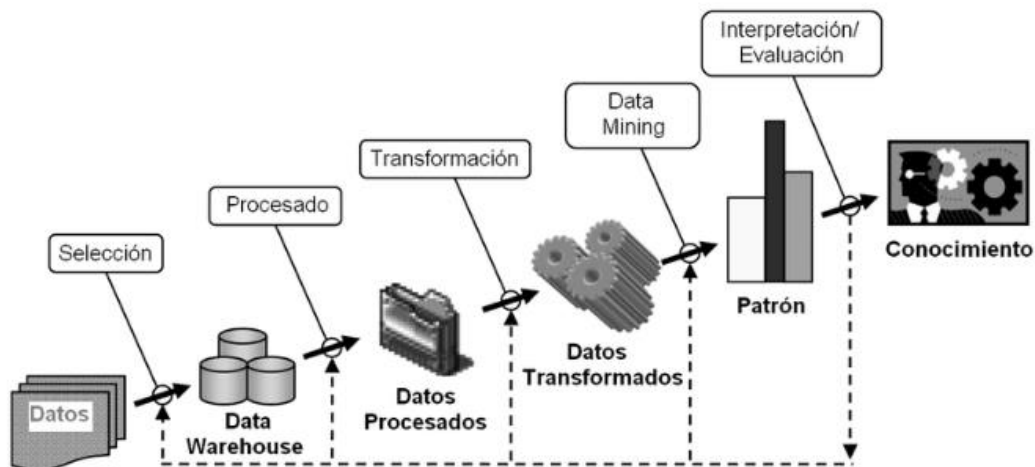 Interpretación/
Evaluación
Data
Mining
Transformación
Procesado
Selección
Conocimiento
Patrón
Datos
Transformados
Datos
Procesados
Datos
Data
Warehouse